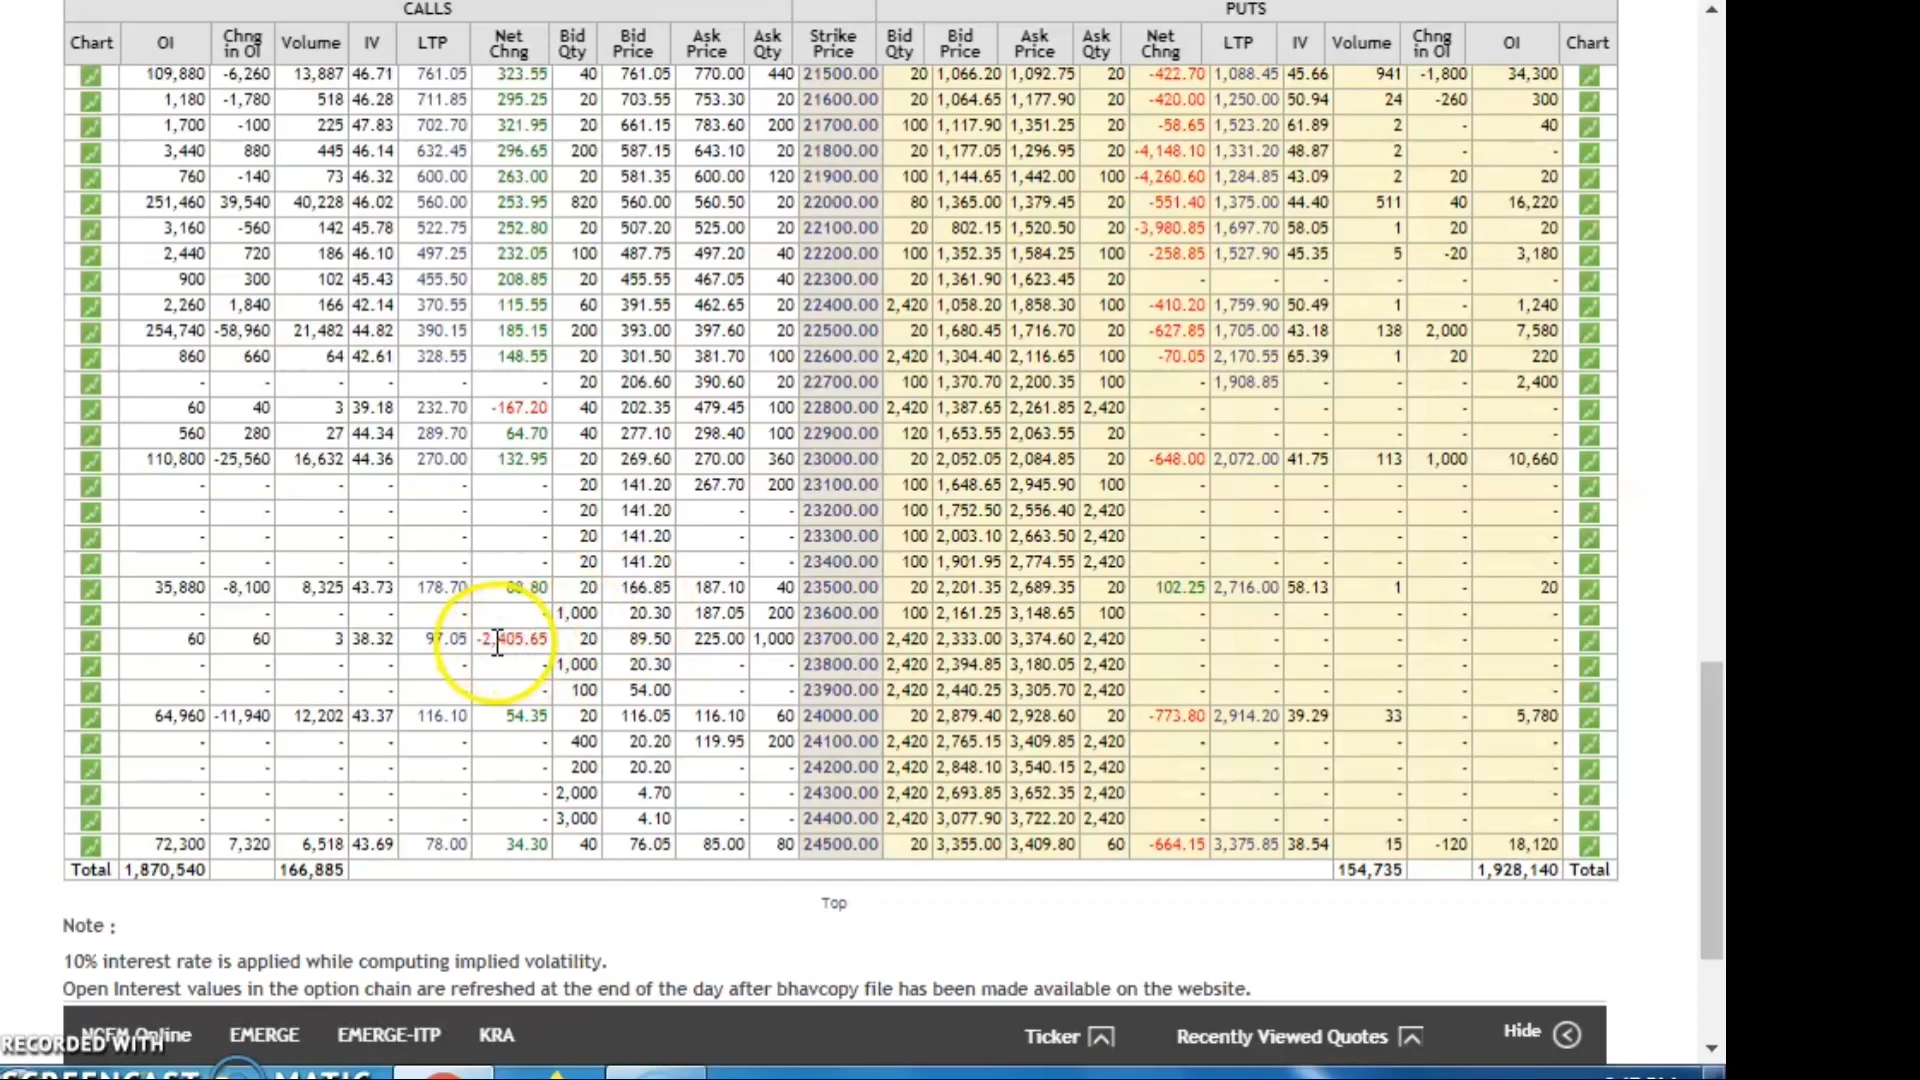 CALLS PUTS
Chart OI Chng in OI Volume IV LTP Net Chng Bid Qty Bid Price Ask Price Ask Qty Strike Price Bid Qty Bid Price Ask Price Ask Qty Net Chng LTP IV Volume Chng in OI OI Chart
109,880 -6,260 13,887 46.71 761.05 323.55 40 761.05 770.00 440 21500.00 20 1,066.20 1,092.75 20 -422.70 1,088.45 45.66 941 -1,800 34,300
1,180 -1,780 518 46.28 711.85 295.25 20 703.55 753.30 20 21600.00 20 1,064.65 1,177.90 20 -420.00 1,250.00 50.94 24 -260 300
1,700 -100 225 47.83 702.70 321.95 20 661.15 783.60 200 21700.00 100 1,117.90 1,351.25 20 -58.65 1,523.20 61.89 2 - 40
3,440 880 445 46.14 632.45 296.65 200 587.15 643.10 20 21800.00 20 1,177.05 1,296.95 20 -4,148.10 1,331.20 48.87 2 - -
760 -140 73 46.32 600.00 263.00 20 581.35 600.00 120 21900.00 100 1,144.65 1,442.00 100 -4,260.60 1,284.85 43.09 2 20 20
251,460 39,540 40,228 46.02 560.00 253.95 820 560.00 560.50 20 22000.00 80 1,365.00 1,379.45 20 -551.40 1,375.00 44.40 511 40 16,220
3,160 -560 142 45.78 522.75 252.80 20 507.20 525.00 20 22100.00 20 802.15 1,520.50 20 -3,980.85 1,697.70 58.05 1 20 20
2,440 720 186 46.10 497.25 232.05 100 487.75 497.20 40 22200.00 100 1,352.35 1,584.25 100 -258.85 1,527.90 45.35 5 -20 3,180
900 300 102 45.43 455.50 208.85 20 455.55 467.05 40 22300.00 20 1,361.90 1,623.45 20 - - - - - -
2,260 1,840 166 42.14 370.55 115.55 60 391.55 462.65 20 22400.00 2,420 1,058.20 1,858.30 100 -410.20 1,759.90 50.49 1 - 1,240
254,740 -58,960 21,482 44.82 390.15 185.15 200 393.00 397.60 20 22500.00 20 1,680.45 1,716.70 20 -627.85 1,705.00 43.18 138 2,000 7,580
860 660 64 42.61 328.55 148.55 20 301.50 381.70 100 22600.00 2,420 1,304.40 2,116.65 100 -70.05 2,170.55 65.39 1 20 220
- - - - - - 20 206.60 390.60 20 22700.00 100 1,370.70 2,200.35 100 - 1,908.85 - - - 2,400
60 40 3 39.18 232.70 -167.20 40 202.35 479.45 100 22800.00 2,420 1,387.65 2,261.85 2,420 - - - - - -
560 280 27 44.34 289.70 64.70 40 277.10 298.40 100 22900.00 120 1,653.55 2,063.55 20 - - - - - -
110,800 -25,560 16,632 44.36 270.00 132.95 20 269.60 270.00 360 23000.00 20 2,052.05 2,084.85 20 -648.00 2,072.00 41.75 113 1,000 10,660
- - - - - - 20 141.20 267.70 200 23100.00 100 1,648.65 2,945.90 100 - - - - - -
- - - - - - 20 141.20 - - 23200.00 100 1,752.50 2,556.40 2,420 - - - - - -
- - - - - - 20 141.20 - - 23300.00 100 2,003.10 2,663.50 2,420 - - - - - -
- - - - - - 20 141.20 - - 23400.00 100 1,901.95 2,774.55 2,420 - - - - - -
35,880 -8,100 8,325 43.73 178.70 20 166.85 187.10 40 23500.00 20 2,201.35 2,689.35 20 102.25 2,716.00 58.13 1 - 20
- - - - - - 1,000 20.30 187.05 200 23600.00 100 2,161.25 3,148.65 100 - - - - - -
60 60 3 38.32 97.05 -2,405.65 20 89.50 225.00 1,000 23700.00 2,420 2,333.00 3,374.60 2,420 - - - - - -
- - - - - - 1,000 20.30 - - 23800.00 2,420 2,394.85 3,180.05 2,420 - - - - - -
- - - - - - 100 54.00 - - 23900.00 2,420 2,440.25 3,305.70 2,420 - - - - - -
64,960 -11,940 12,202 43.37 116.10 54.35 20 116.05 116.10 60 24000.00 20 2,879.40 2,928.60 20 -773.80 2,914.20 39.29 33 - 5,780
- - - - - - 400 20.20 119.95 200 24100.00 2,420 2,765.15 3,409.85 2,420 - - - - - -
- - - - - - 200 20.20 - - 24200.00 2,420 2,848.10 3,540.15 2,420 - - - - - -
- - - - - - 2,000 4.70 - - 24300.00 2,420 2,693.85 3,652.35 2,420 - - - - - -
- - - - - - 3,000 4.10 - - 24400.00 2,420 3,077.90 3,722.20 2,420 - - - - - -
72,300 7,320 6,518 43.69 78.00 34.30 40 76.05 85.00 80 24500.00 20 3,355.00 3,409.80 60 -664.15 3,375.85 38.54 15 -120 18,120
Total 1,870,540 166,885 154,735 1,928,140 Total
Top
Note :
10% interest rate is applied while computing implied volatility.
Open Interest values in the option chain are refreshed at the end of the day after bhavcopy file has been made available on the website.
NCFM Online EMERGE EMERGE-ITP KRA Ticker Recently Viewed Quotes Hide
RECORDED WITH
SCREENCAST MATIC